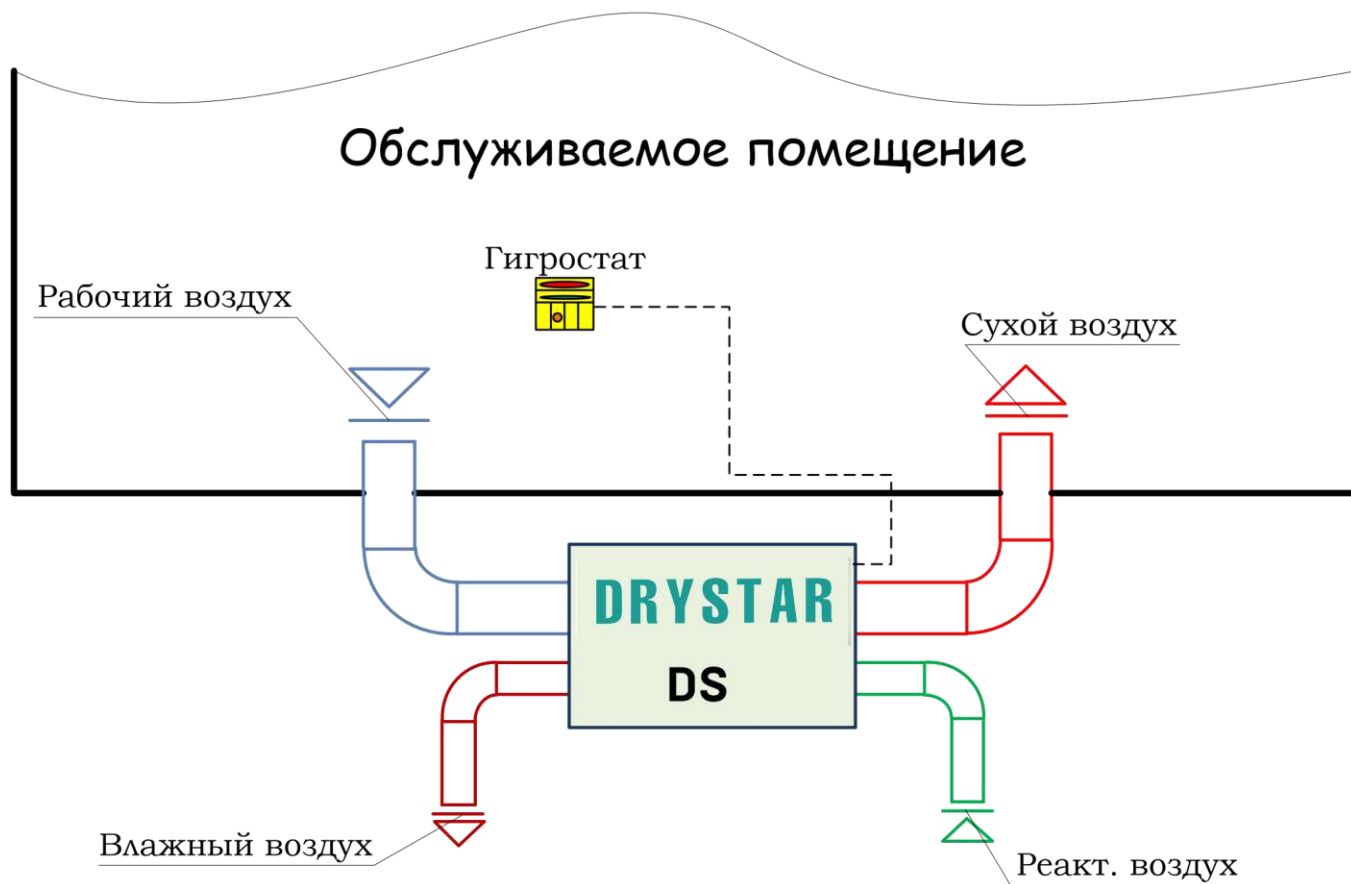 Обслуживаемое помещение
Гигростат
Рабочий воздух
Сухой воздух
DRYSTAR
DS
Влажный воздух
Реакт. воздух